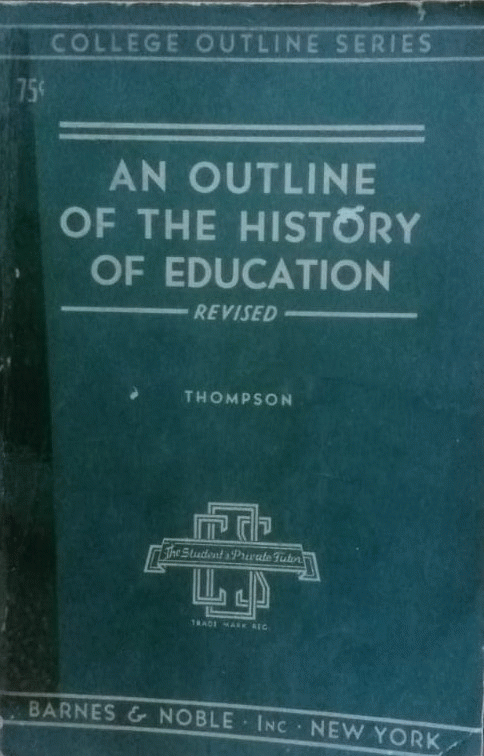 COLLEGE OUTLINE SERIES
75¢
AN OUTLINE
OF THE HISTORY
OF EDUCATION
REVISED
THOMPSON
COS
The Student's Private Tutor
TRADE MARK REG.
BARNES & NOBLE · INC · NEW YORK